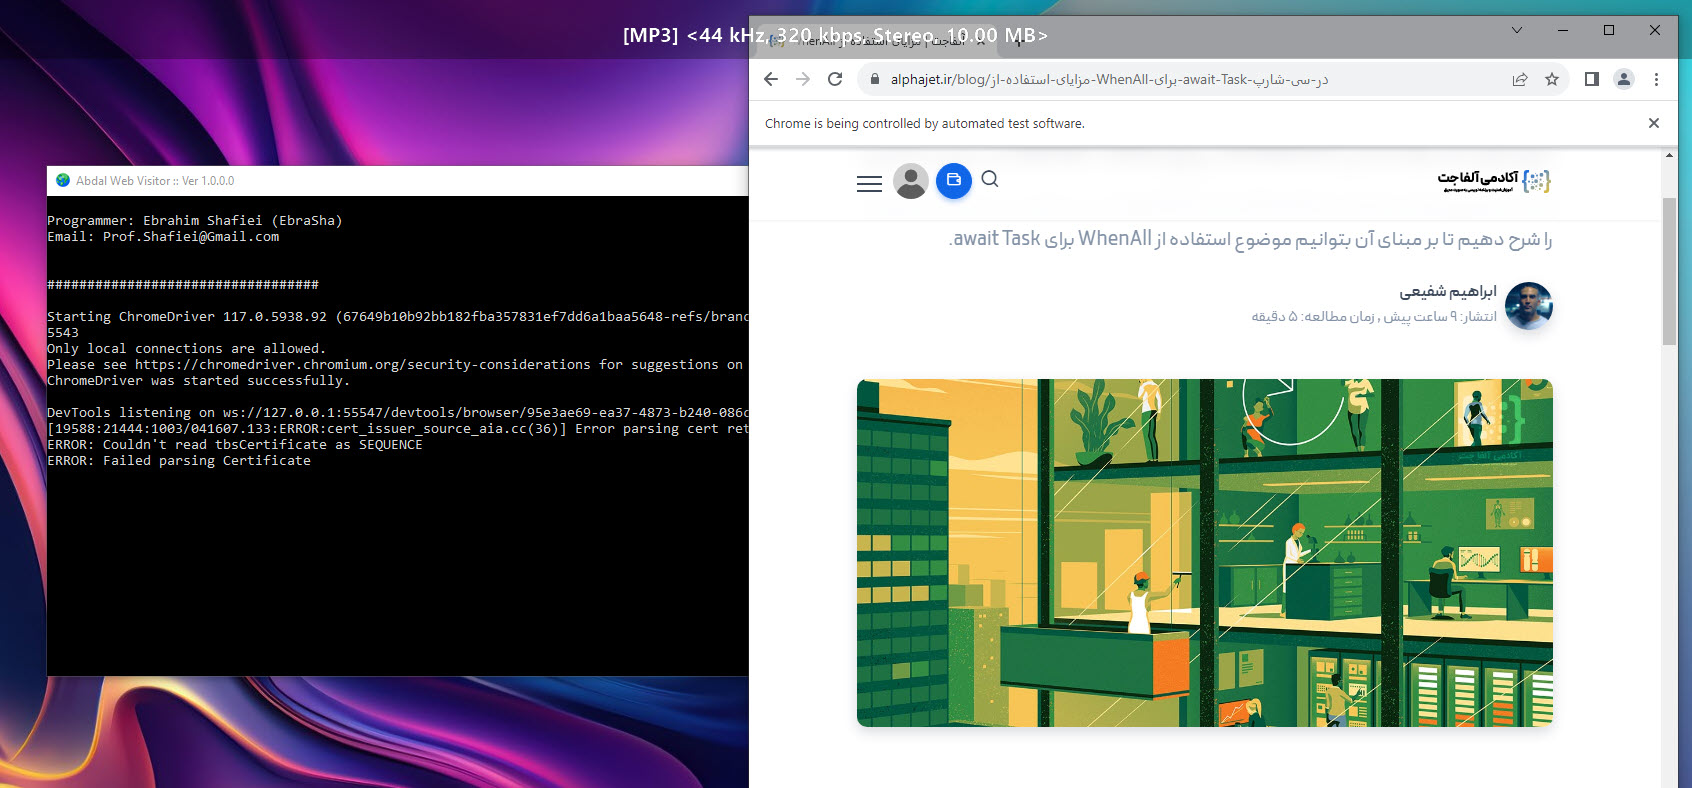 [MP3] <44 kHz, 320 kbps, Stereo, 10.00 MB>
Abdal Web Visitor :: Ver 1.0.0.0
Programmer: Ebrahim Shafiei (EbraSha)
Email: Prof.Shafiei@Gmail.com
##################################
Starting ChromeDriver 117.0.5938.92 (67649b10b92bb182fba357831ef7dd6a1baa5648-refs/branc
5543
Only local connections are allowed.
Please see https://chromedriver.chromium.org/security-considerations for suggestions on
ChromeDriver was started successfully.
DevTools listening on ws://127.0.0.1:55547/devtools/browser/95e3ae69-ea37-4873-b240-086c
[19588:21444:1003/041607.133:ERROR:cert_issuer_source_aia.cc(36)] Error parsing cert ret
ERROR: Couldn't read tbsCertificate as SEQUENCE
ERROR: Failed parsing Certificate
آلفاجت | مزایای استفاده از WhenAll
alphajet.ir/blog/مزایای-استفاده-از-WhenAll-برای-await-Task-در-سی-شارپ
Chrome is being controlled by automated test software.
آکادمی آلفاجت
را شرح دهیم تا بر مبنای آن بتوانیم موضوع استفاده از WhenAll برای await Task.
ابراهیم شفیعی
انتشار: ۹ ساعت پیش , زمان مطالعه: ۵ دقیقه
آکادمی آلفاجت